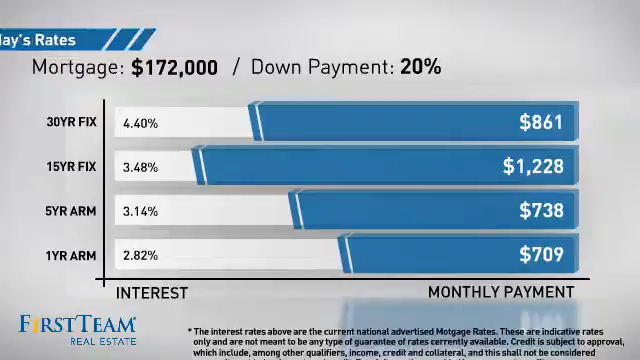 day's Rates
Mortgage: $172,000 / Down Payment: 20%
30YR FIX 4.40% $861
15YR FIX 3.48% $1,228
5YR ARM 3.14% $738
1YR ARM 2.82% $709
INTEREST MONTHLY PAYMENT
FIRSTTEAM®
REAL ESTATE
* The interest rates above are the current national advertised Motgage Rates. These are indicative rates
only and are not meant to be any type of guarantee of rates currently available. Credit is subject to approval,
which include, among other qualifiers, income, credit and collateral, and this shall not be considered